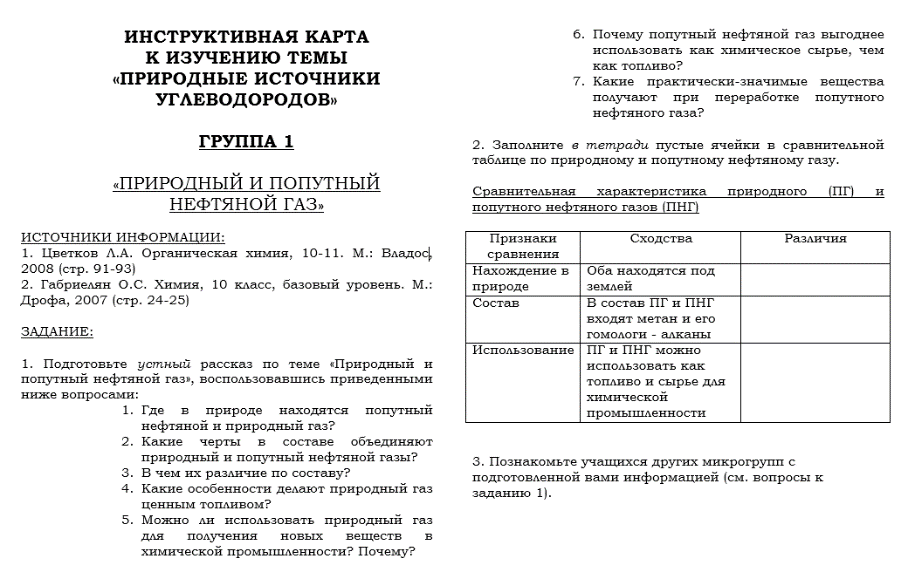 ИНСТРУКТИВНАЯ КАРТА
К ИЗУЧЕНИЮ ТЕМЫ
«ПРИРОДНЫЕ ИСТОЧНИКИ
УГЛЕВОДОРОДОВ»
ГРУППА 1
«ПРИРОДНЫЙ И ПОПУТНЫЙ
НЕФТЯНОЙ ГАЗ»
ИСТОЧНИКИ ИНФОРМАЦИИ:
1. Цветков Л.А. Органическая химия, 10-11. М.: Владос,
2008 (стр. 91-93)
2. Габриелян О.С. Химия, 10 класс, базовый уровень. М.:
Дрофа, 2007 (стр. 24-25)
ЗАДАНИЕ:
1. Подготовьте устный рассказ по теме «Природный и
попутный нефтяной газ», воспользовавшись приведенными
ниже вопросами:
1. Где в природе находятся попутный
нефтяной и природный газ?
2. Какие черты в составе объединяют
природный и попутный нефтяной газы?
3. В чем их различие по составу?
4. Какие особенности делают природный газ
ценным топливом?
5. Можно ли использовать природный газ
для получения новых веществ в
химической промышленности? Почему?
6. Почему попутный нефтяной газ выгоднее
использовать как химическое сырье, чем
как топливо?
7. Какие практически-значимые вещества
получают при переработке попутного
нефтяного газа?
2. Заполните в тетради пустые ячейки в сравнительной
таблице по природному и попутному нефтяному газу.
Сравнительная характеристика природного (ПГ) и
попутного нефтяного газов (ПНГ)
Признаки сравнения Сходства Различия
Нахождение в природе Оба находятся под землей
Состав В состав ПГ и ПНГ входят метан и его гомологи - алканы
Использование ПГ и ПНГ можно использовать как топливо и сырье для химической промышленности
3. Познакомьте учащихся других микрогрупп с
подготовленной вами информацией (см. вопросы к
заданию 1).